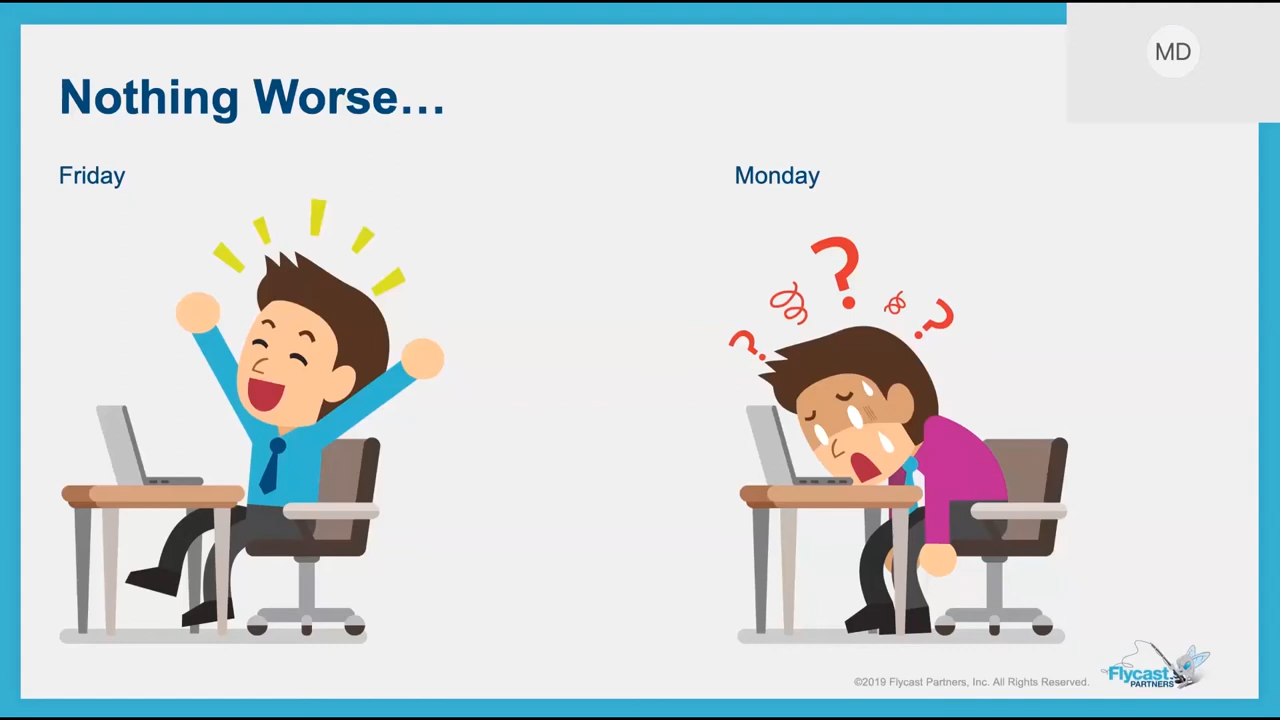 MD
Nothing Worse…
Friday
Monday
? ? ? ?
©2019 Flycast Partners, Inc. All Rights Reserved.
Flycast
PARTNERS